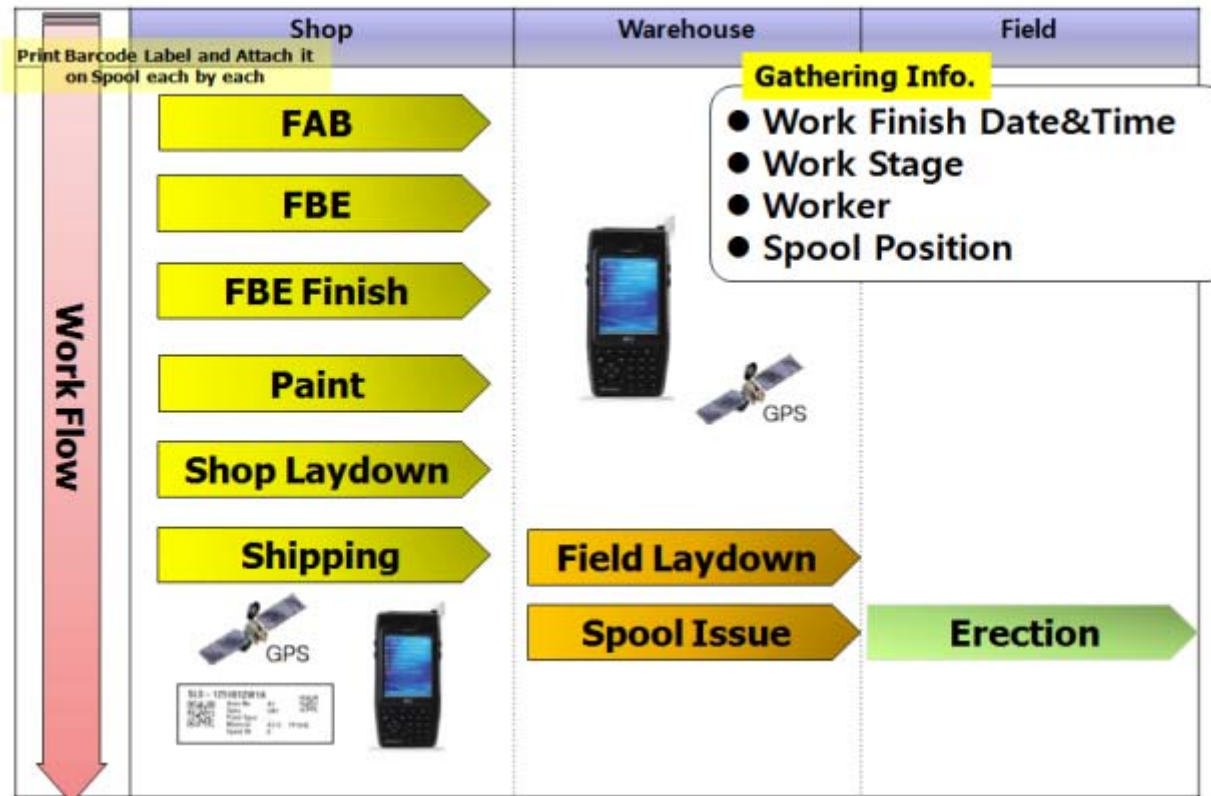 Shop
Warehouse
Field
Print Barcode Label and Attach it
on Spool each by each
Gathering Info.
● Work Finish Date&Time
● Work Stage
● Worker
● Spool Position
Work Flow
FAB
FBE
FBE Finish
Paint
GPS
Shop Laydown
Shipping
Field Laydown
Spool Issue
Erection
GPS